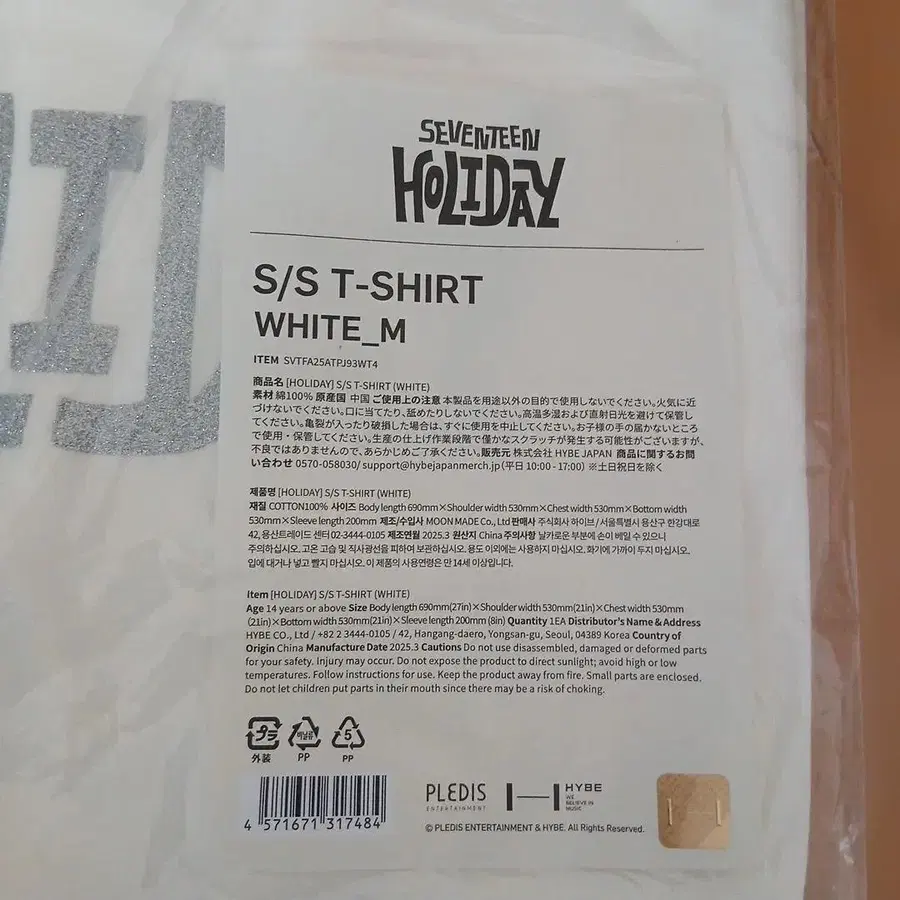 SEVENTEEN
HOLIDAY
S/S T-SHIRT
WHITE_M
ITEM SVTFA25ATPJ93WT4
商品名 [HOLIDAY] S/S T-SHIRT (WHITE)
素材 綿100% 原産国 中国 ご使用上の注意 本製品を用途以外の目的で使用しないでください。火気に近
づけないでください。口に当てたり、舐めたりしないでください。高温多湿および直射日光を避けて保管し
てください。亀裂が入ったり破損した場合は、すぐに使用を中止してください。お子様の手の届かないところ
で使用・保管してください。生産の仕上げ作業段階で僅かなスクラッチが発生する可能性がございますが、
不良ではありませんので、あらかじめご了承ください。販売元 株式会社 HYBE JAPAN 商品に関するお問
い合わせ 0570-058030/ support@hybejapanmerch.jp (平日 10:00 - 17:00) ※土日祝日を除く
제품명 [HOLIDAY] S/S T-SHIRT (WHITE)
재질 COTTON100% 사이즈 Body length 690mm×Shoulder width 530mm×Chest width 530mm×Bottom width
530mm×Sleeve length 200mm 제조/수입사 MOON MADE Co., Ltd 판매사 주식회사 하이브/서울특별시 용산구 한강대로
42, 용산트레이드 센터 02-3444-0105 제조연월 2025.3 원산지 China 주의사항 날카로운 부분에 손이 베일 수 있으니
주의하십시오. 고온 고습 및 직사광선을 피하여 보관하십시오. 용도 이외에는 사용하지 마십시오. 화기에 가까이 두지 마십시오.
입에 대거나 넣고 빨지 마십시오. 이 제품의 사용연령은 만 14세 이상입니다.
Item [HOLIDAY] S/S T-SHIRT (WHITE)
Age 14 years or above Size Body length 690mm(27in)×Shoulder width 530mm(21in)×Chest width 530mm
(21in)×Bottom width 530mm(21in)×Sleeve length 200mm (8in) Quantity 1EA Distributor's Name & Address
HYBE CO., Ltd / +82 2 3444-0105 / 42, Hangang-daero, Yongsan-gu, Seoul, 04389 Korea Country of
Origin China Manufacture Date 2025.3 Cautions Do not use disassembled, damaged or deformed parts
for your safety. Injury may occur. Do not expose the product to direct sunlight; avoid high or low
temperatures. Follow instructions for use. Keep the product away from fire. Small parts are enclosed.
Do not let children put parts in their mouth since there may be a risk of choking.
プラ 비닐류 5
外装 PP PP
4 571671 317484
PLEDIS
ENTERTAINMENT
HYBE
WE
BELIEVE IN
MUSIC
© PLEDIS ENTERTAINMENT & HYBE. All Rights Reserved.